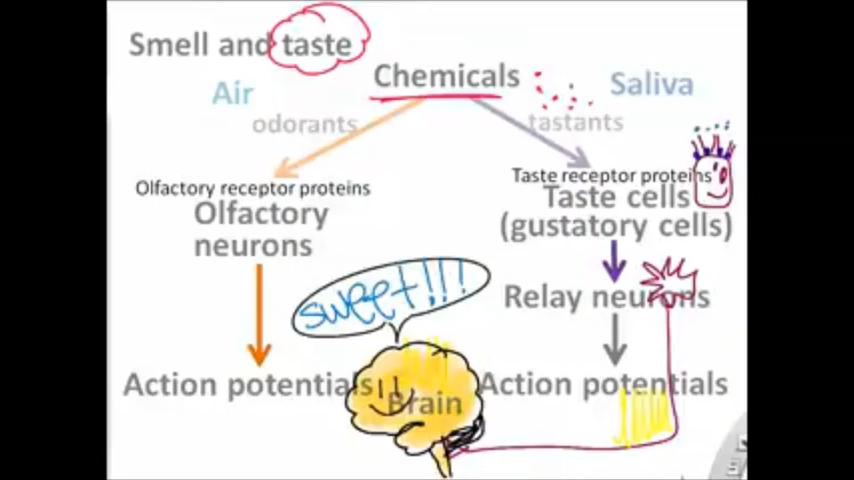 Smell and taste
Chemicals
Air
Saliva
odorants
tastants
Olfactory receptor proteins
Taste receptor proteins
Olfactory
neurons
Taste cells
(gustatory cells)
sweet!!!
Relay neurons
Action potentials
Brain
Action potentials